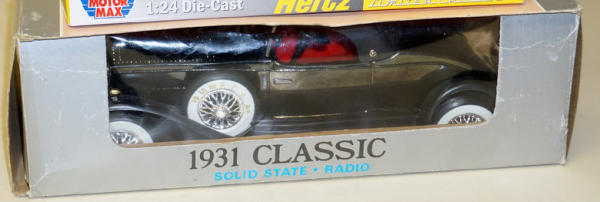 MOTOR MAX
1:24 Die-Cast
Hertz
1931 CLASSIC
SOLID STATE • RADIO